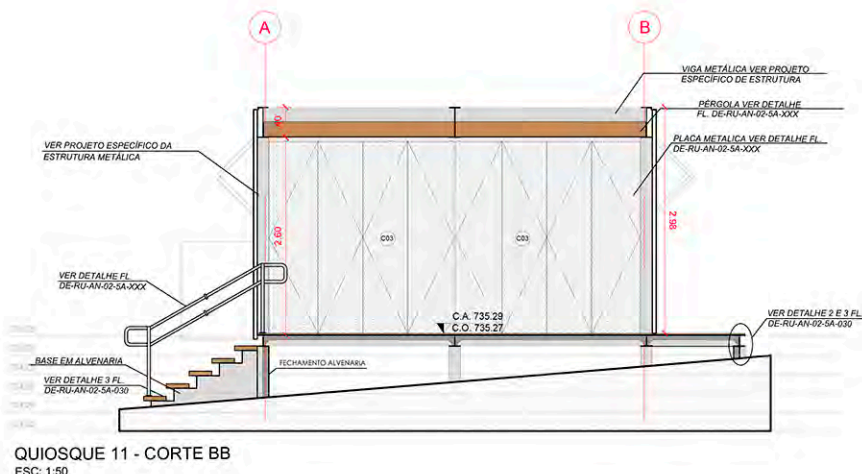 A
B
VIGA METÁLICA VER PROJETO
ESPECÍFICO DE ESTRUTURA
PÉRGOLA VER DETALHE
FL. DE-RU-AN-02-5A-XXX
PLACA METALICA VER DETALHE FL.
DE-RU-AN-02-5A-XXX
VER PROJETO ESPECÍFICO DA
ESTRUTURA METÁLICA
2.60
C03
C03
2.98
VER DETALHE FL.
DE-RU-AN-02-5A-XXX
C.A. 735.29
C.O. 735.27
VER DETALHE 2 E 3 FL.
DE-RU-AN-02-5A-030
BASE EM ALVENARIA
FECHAMENTO ALVENARIA
VER DETALHE 3 FL.
DE-RU-AN-02-5A-030
QUIOSQUE 11 - CORTE BB
ESC: 1:50